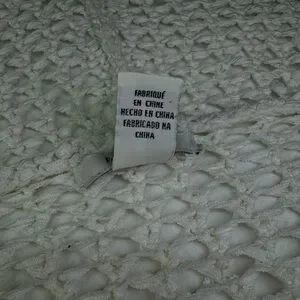 FABRIQUÉ
EN CHINE
HECHO EN CHINA
FABRICADO NA
CHINA